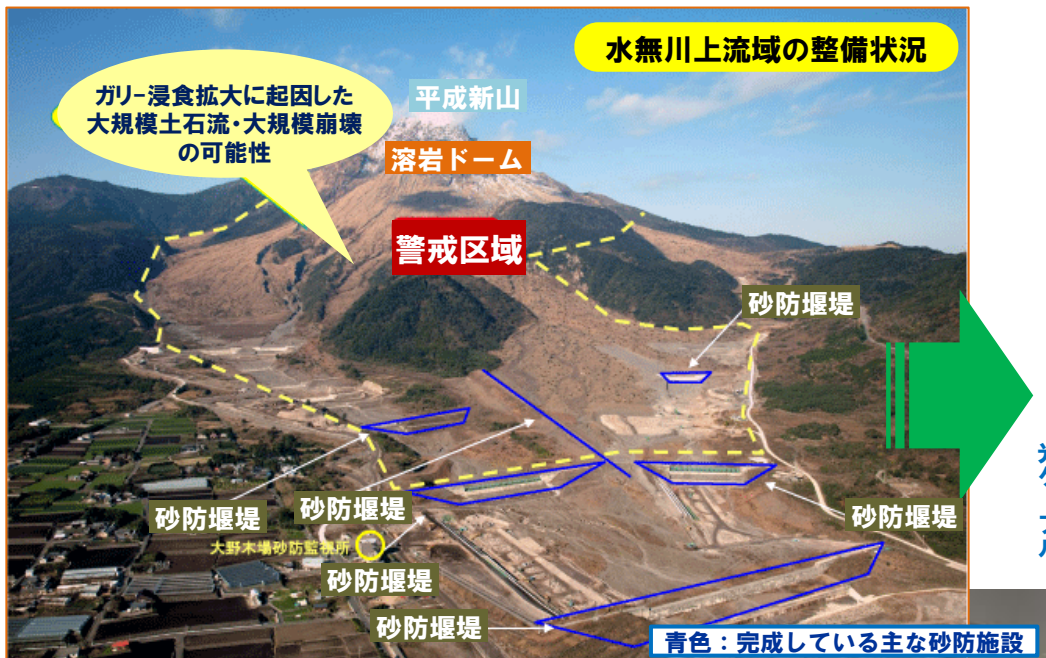 水無川上流域の整備状況
ガリー浸食拡大に起因した
大規模土石流・大規模崩壊
の可能性
平成新山
溶岩ドーム
警戒区域
砂防堰堤
砂防堰堤
砂防堰堤
砂防堰堤
大野木場砂防監視所
砂防堰堤
砂防堰堤
青色：完成している主な砂防施設